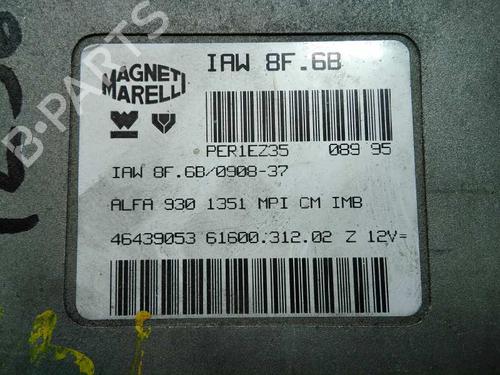 MAGNETI
MARELLI
IAW 8F.6B
PER1EZ35 089 95
IAW 8F.6B/0908-37
ALFA 930 1351 MPI CM IMB
46439053 61600.312.02 Z 12V=
B-PARTS